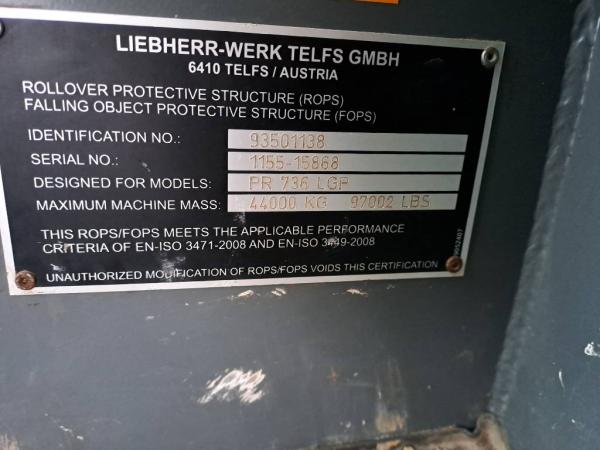 LIEBHERR-WERK TELFS GMBH
6410 TELFS / AUSTRIA
ROLLOVER PROTECTIVE STRUCTURE (ROPS)
FALLING OBJECT PROTECTIVE STRUCTURE (FOPS)
IDENTIFICATION NO.: 93501138
SERIAL NO.: 1155-15868
DESIGNED FOR MODELS: PR 736 LGP
MAXIMUM MACHINE MASS: 44000 KG 97002 LBS
THIS ROPS/FOPS MEETS THE APPLICABLE PERFORMANCE
CRITERIA OF EN-ISO 3471-2008 AND EN-ISO 3449-2008
UNAUTHORIZED MODIFICATION OF ROPS/FOPS VOIDS THIS CERTIFICATION